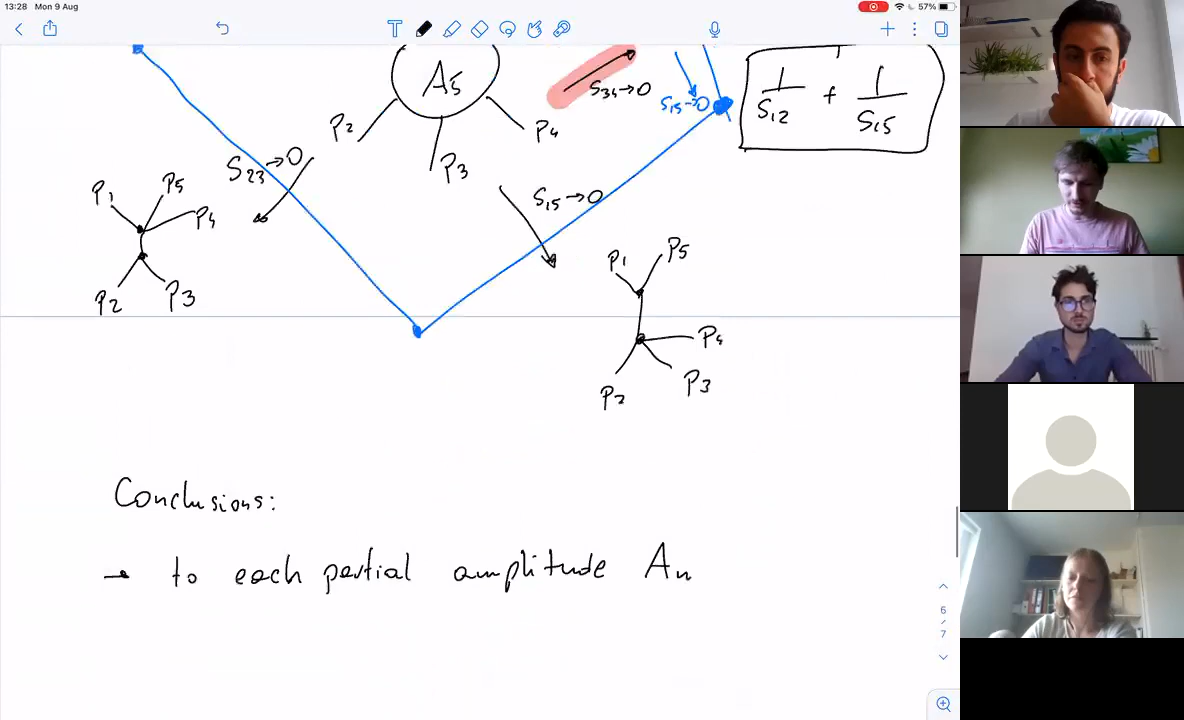 13:28 Mon 9 Aug
57%
T
A5
S34→0
S15→0
1/S12 + 1/S15
P2
P4
P3
S23→0
S15→0
P1
P5
P4
P2
P3
P1
P5
P4
P2
P3
Conclusions:
→ to each partial amplitude An
6
/
7